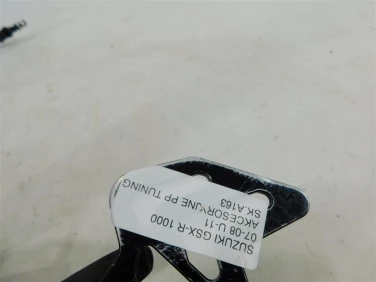 SUZUKI GSX-R 1000
07-08 U-11
AKCESORYJNE PP TUNING
SK.A163